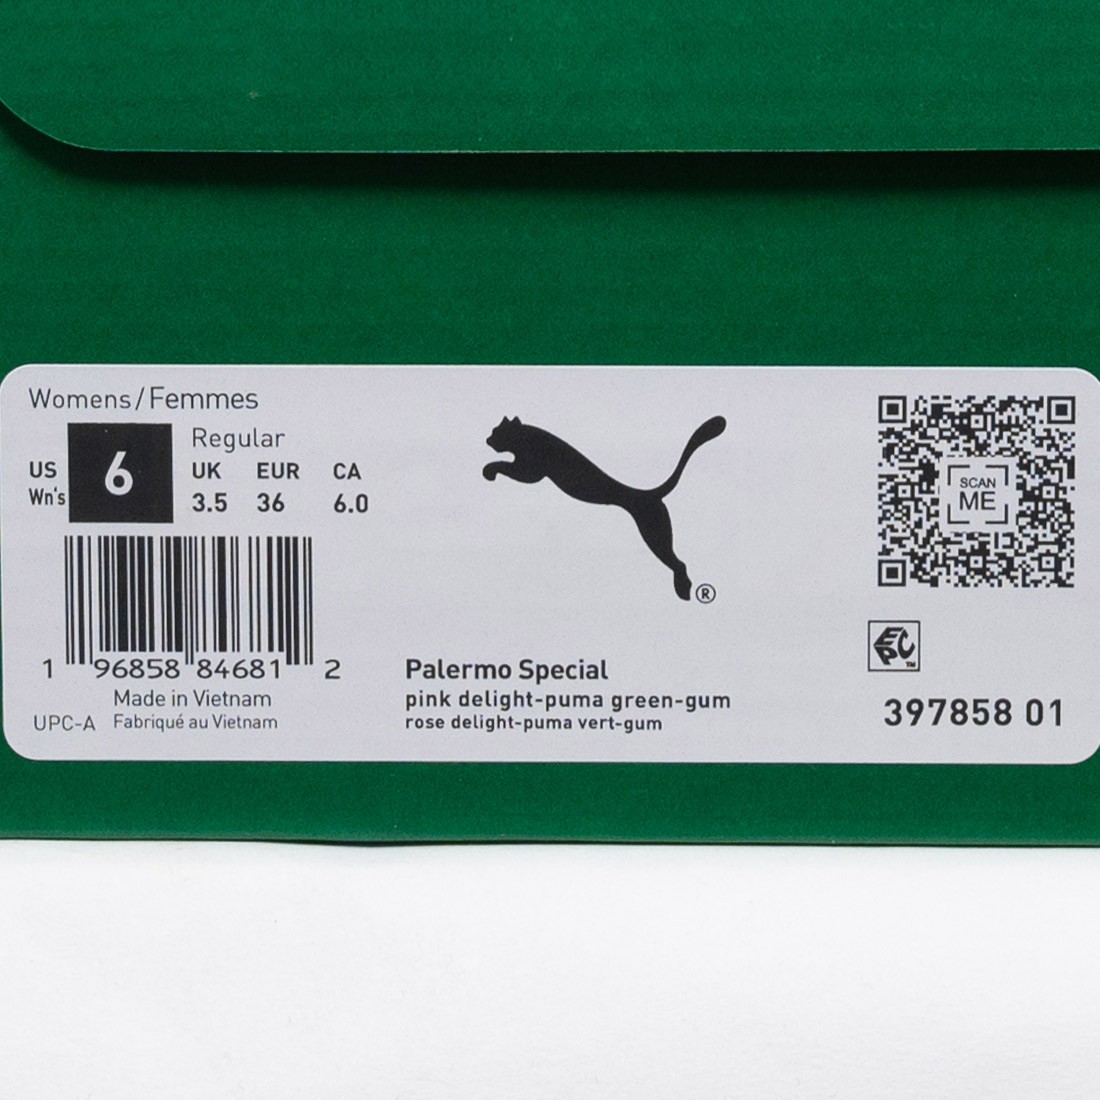 Womens/Femmes
US
Wn's
6
Regular
UK EUR CA
3.5 36 6.0
1 96858 84681 2
Made in Vietnam
UPC-A Fabriqué au Vietnam
®
Palermo Special
pink delight-puma green-gum
rose delight-puma vert-gum
SCAN
ME
EPC™
397858 01